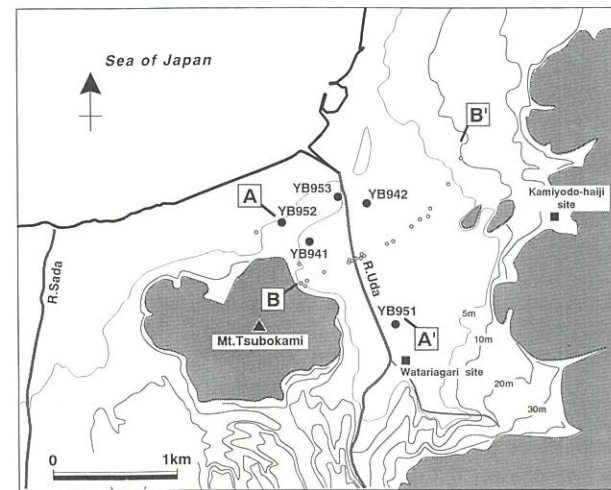 Sea of Japan
B'
Kamiyodo-haiji
site
YB953
YB942
A
YB952
YB941
R.Sada
R.Uda
B
YB951
5m
A'
10m
Mt.Tsubokami
Watariagari site
20m
30m
0 1km